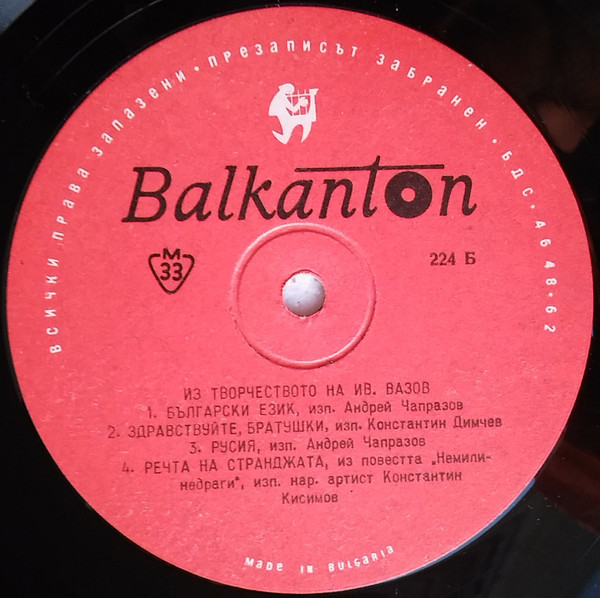 ВСИЧКИ ПРАВА ЗАПАЗЕНИ • ПРЕЗАПИСЪТ ЗАБРАНЕН • БДС • 4648 • 62
Balkanton
М
33
224 Б
ИЗ ТВОРЧЕСТВОТО НА ИВ. ВАЗОВ
1. БЪЛГАРСКИ ЕЗИК, изп. Андрей Чапразов
2. ЗДРАВСТВУЙТЕ, БРАТУШКИ, изп. Константин Димчев
3. РУСИЯ, изп. Андрей Чапразов
4. РЕЧТА НА СТРАНДЖАТА, из повестта „Немили-
недраги", изп. нар. артист Константин
Кисимов
MADE IN BULGARIA